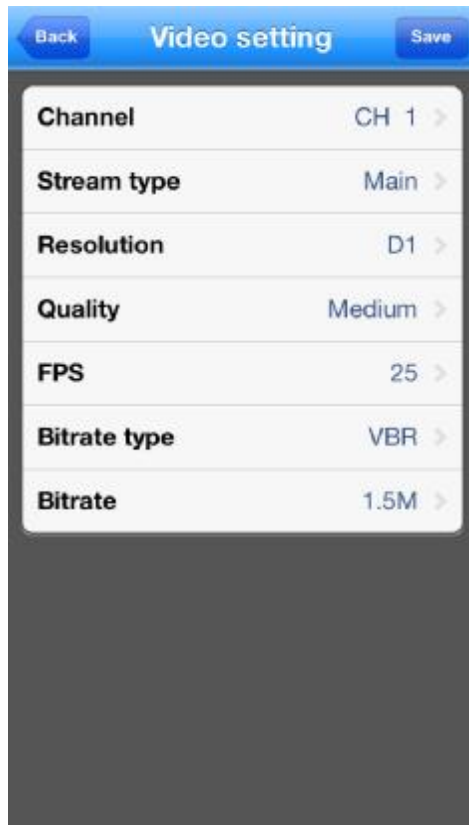 Back Video setting Save
Channel CH 1
Stream type Main
Resolution D1
Quality Medium
FPS 25
Bitrate type VBR
Bitrate 1.5M